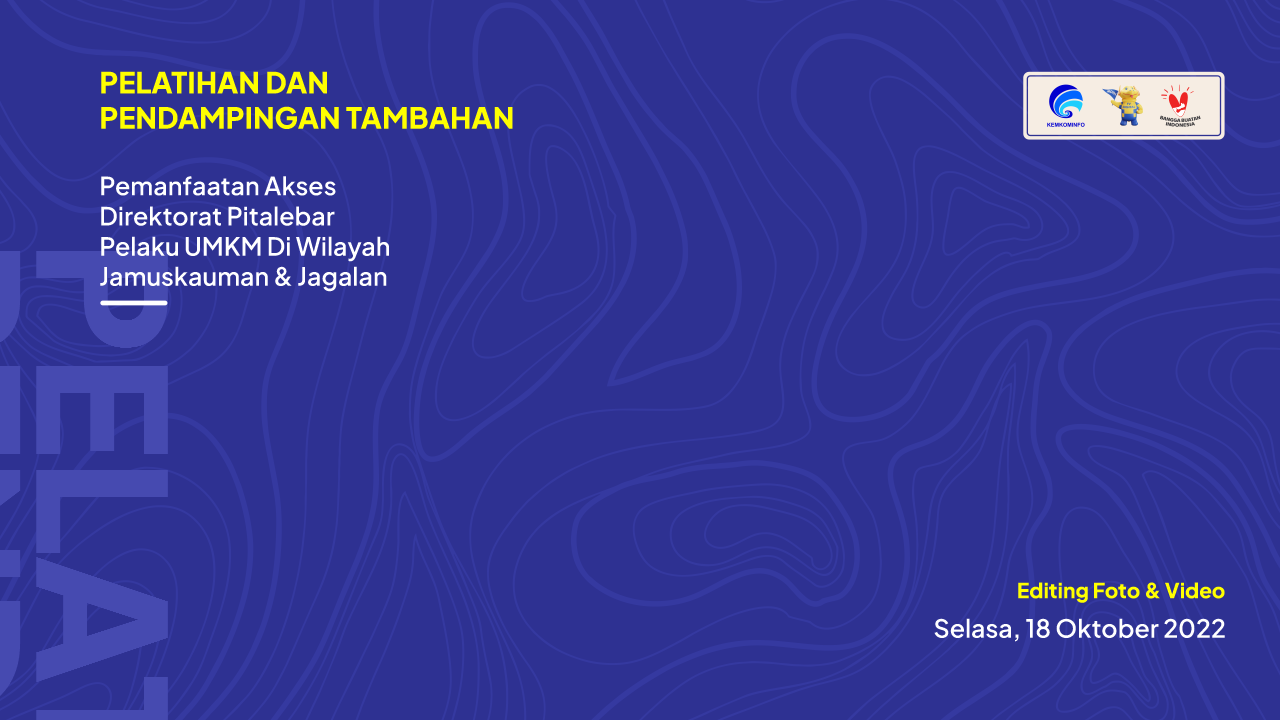 PELATIHAN DAN
PENDAMPINGAN TAMBAHAN
Pemanfaatan Akses
Direktorat Pitalebar
Pelaku UMKM Di Wilayah
Jamuskauman & Jagalan
KEMKOMINFO
BANGGA BUATAN
INDONESIA
PELAT
Editing Foto & Video
Selasa, 18 Oktober 2022